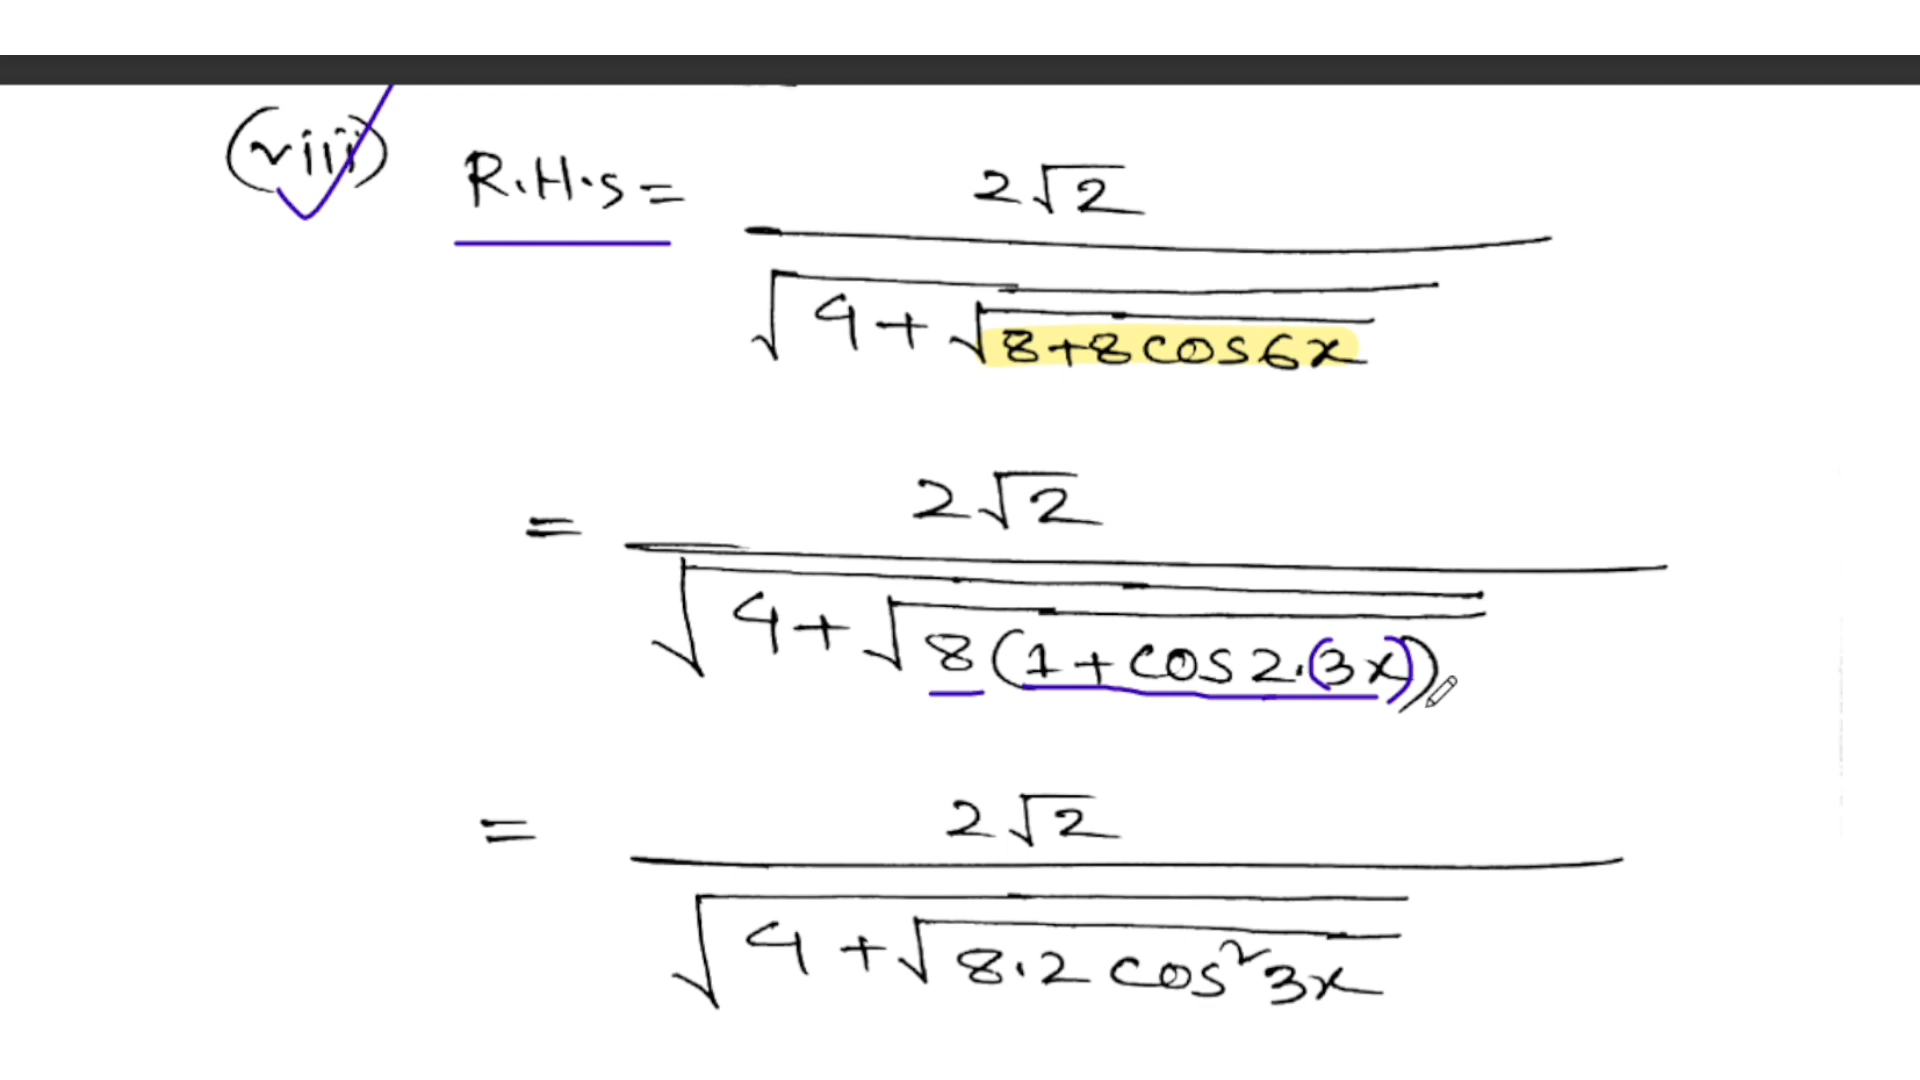 (viii) R.H.S = 2√2 / √(4+√(8+8cos6x))
= 2√2 / √(4+√(8(1+cos2.(3x))))
= 2√2 / √(4+√(8.2cos²3x))